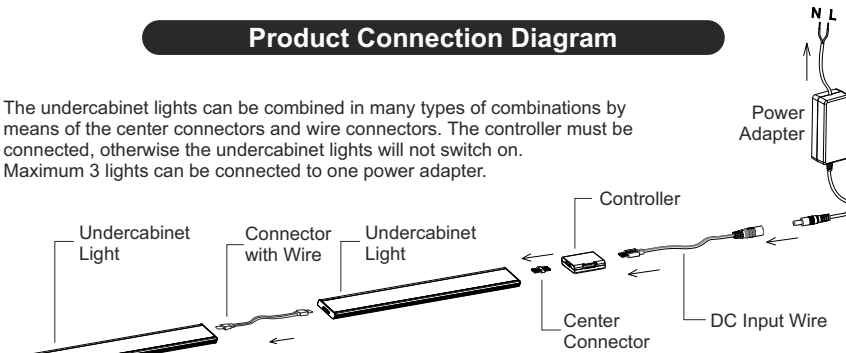 N L
Product Connection Diagram
The undercabinet lights can be combined in many types of combinations by
means of the center connectors and wire connectors. The controller must be
connected, otherwise the undercabinet lights will not switch on.
Maximum 3 lights can be connected to one power adapter.
Power
Adapter
Controller
Undercabinet
Light
Connector
with Wire
Undercabinet
Light
Center
Connector
DC Input Wire